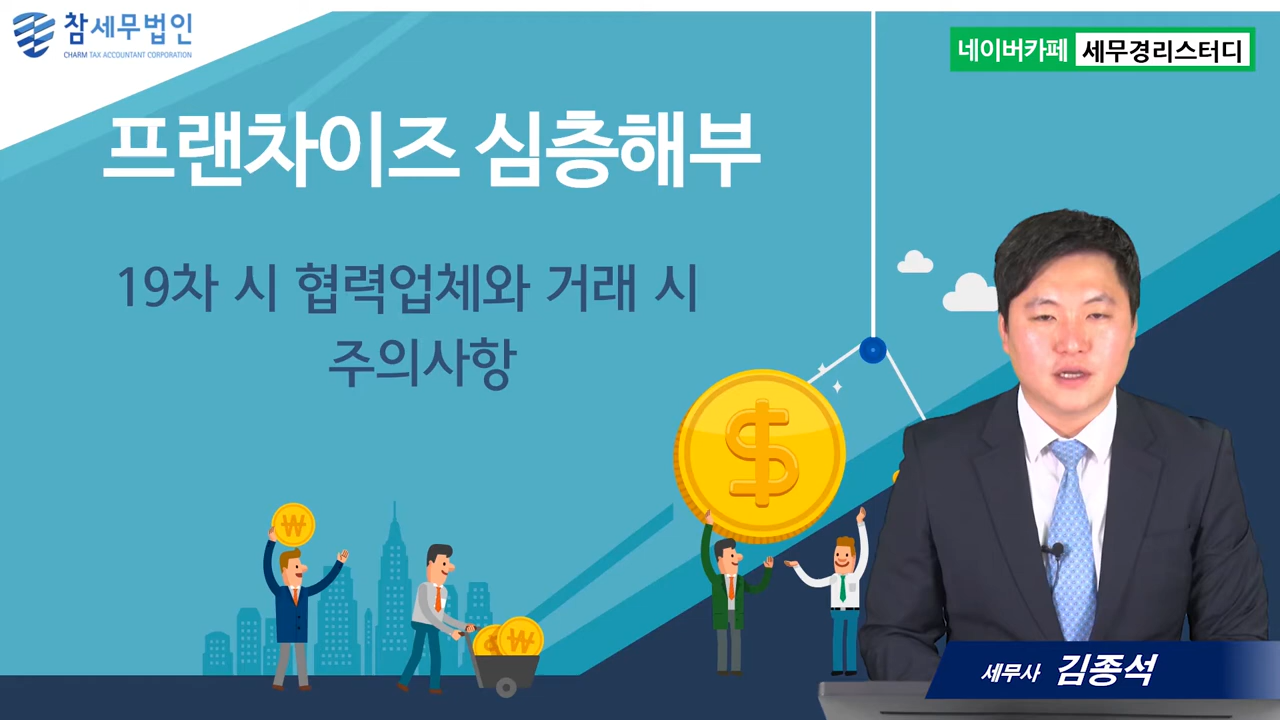 참세무법인
CHARM TAX ACCOUNTANT CORPORATION
네이버카페 세무경리스터디
프랜차이즈 심층해부
19차 시 협력업체와 거래 시
주의사항
$
₩
₩
세무사 김종석